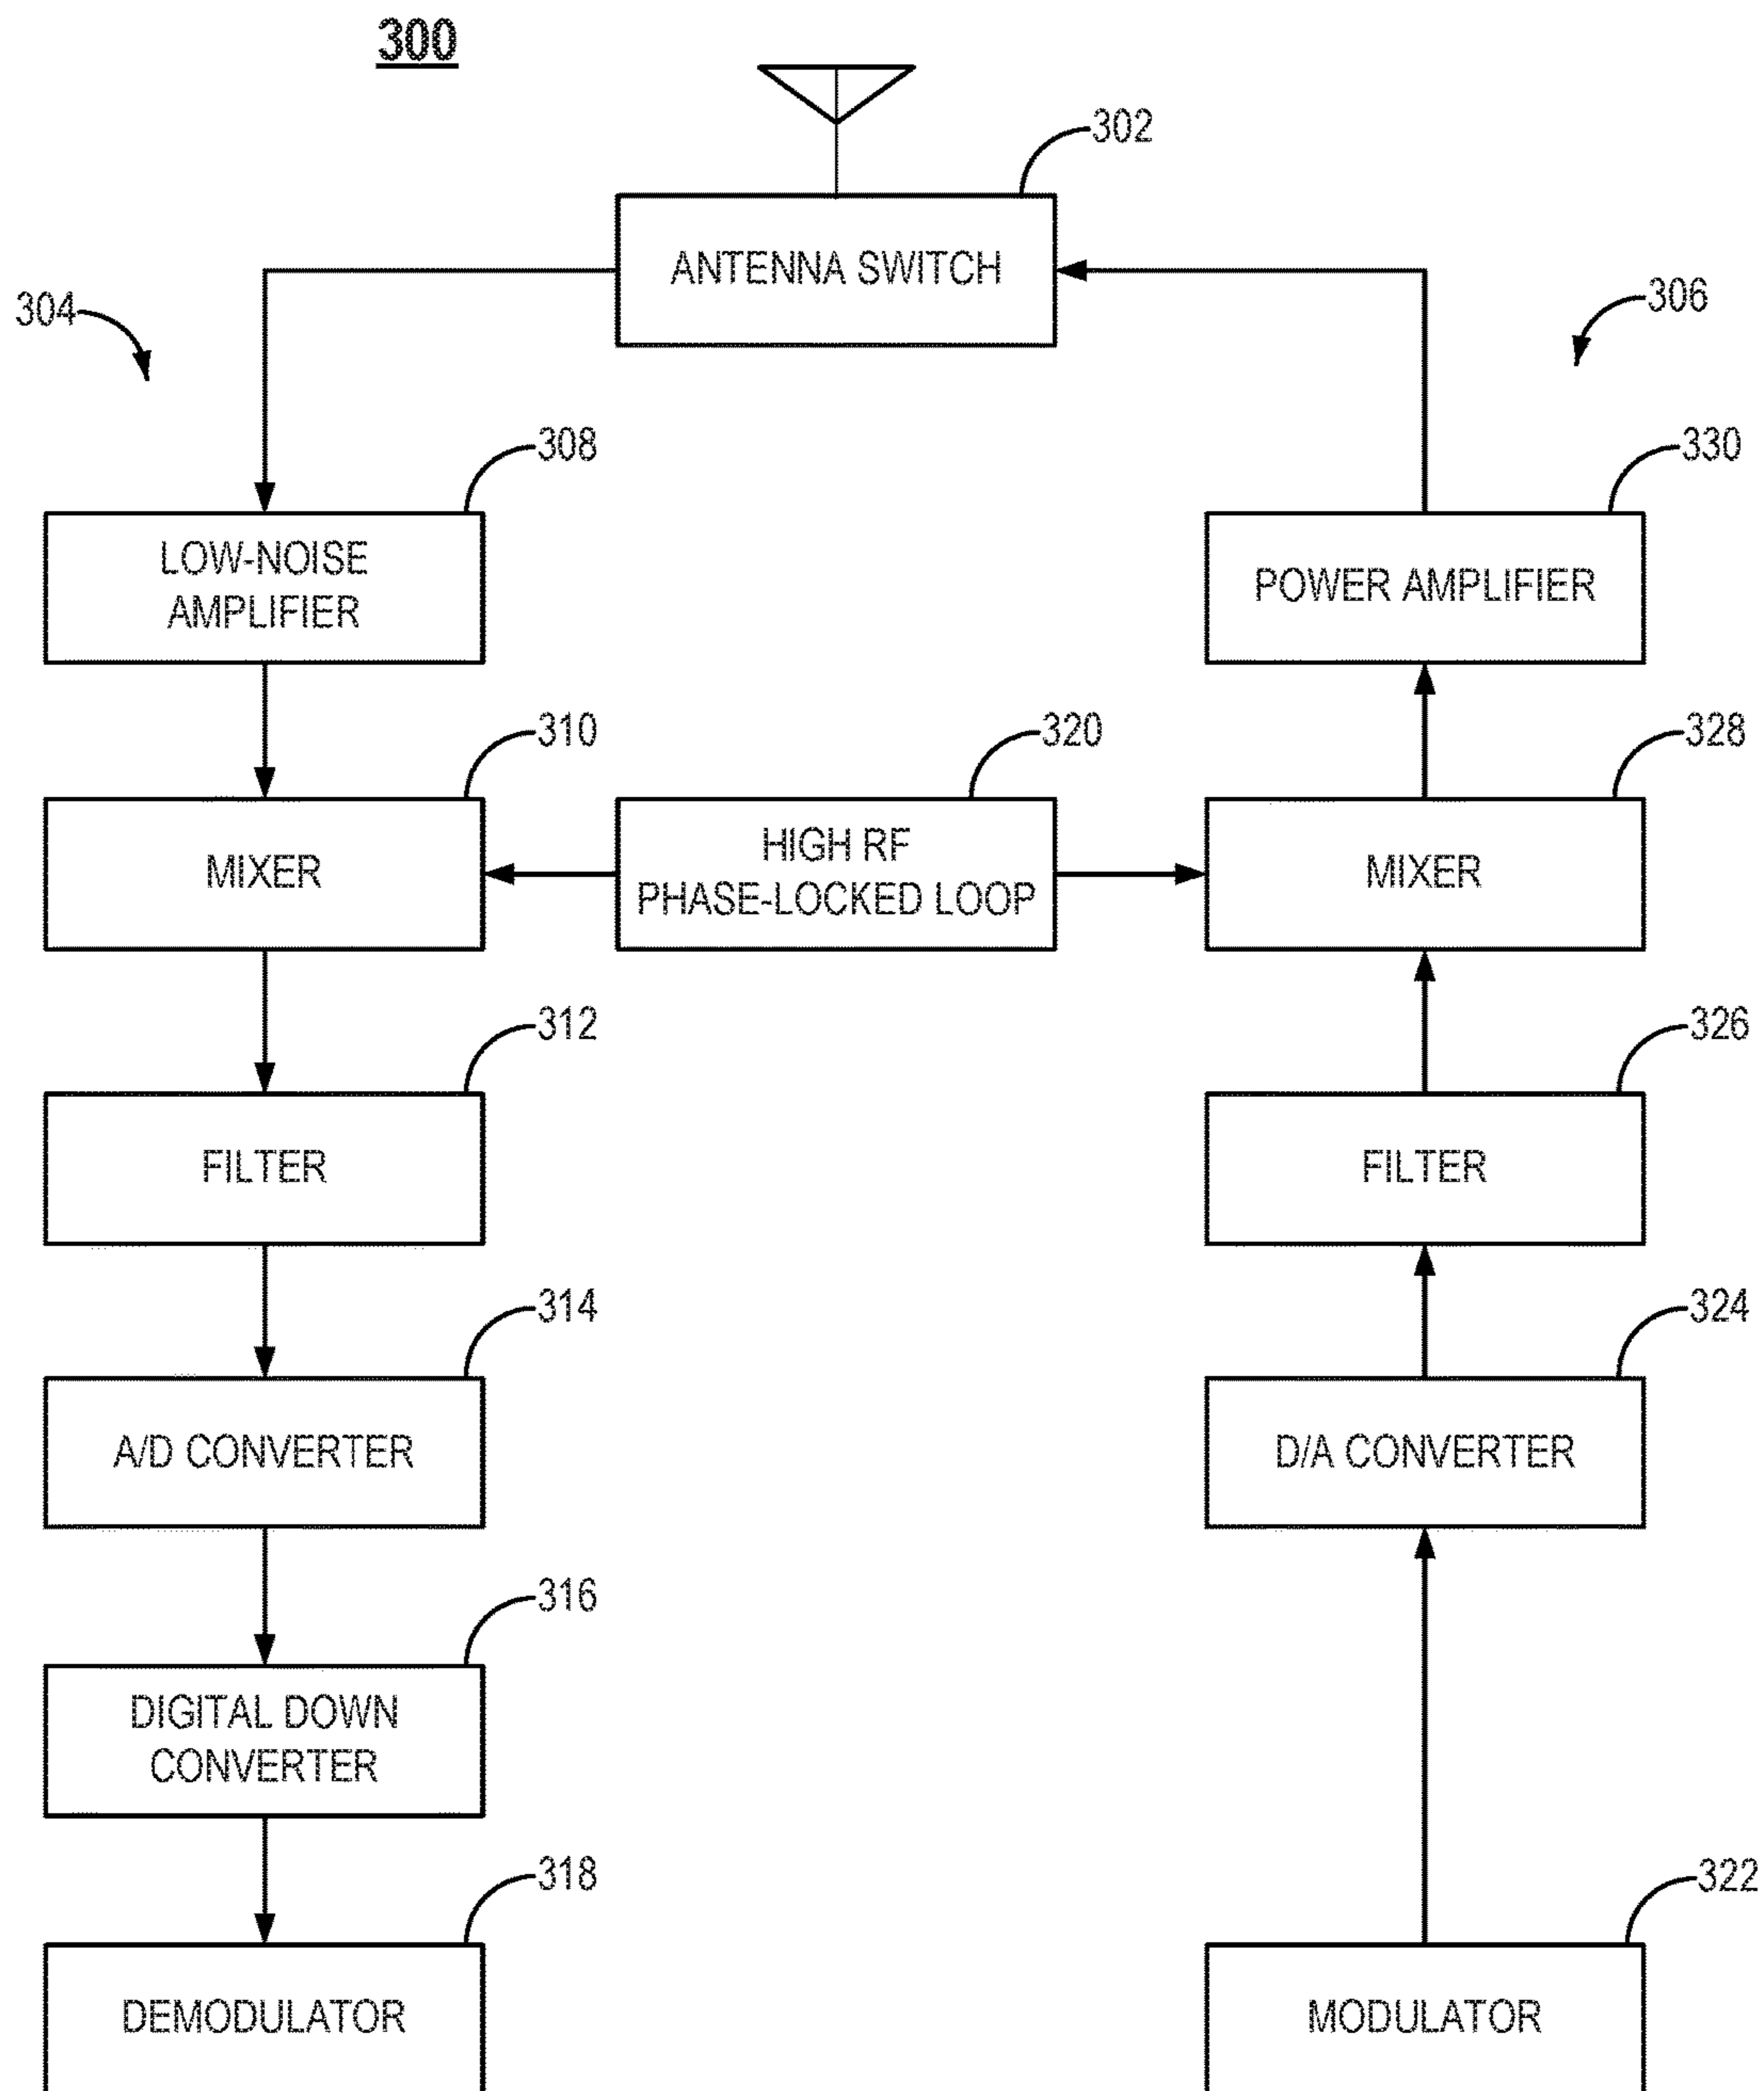 300
302
ANTENNA SWITCH
304
306
308
330
LOW-NOISE
AMPLIFIER
POWER AMPLIFIER
310
320
328
MIXER
HIGH RF
PHASE-LOCKED LOOP
MIXER
312
326
FILTER
FILTER
314
324
A/D CONVERTER
D/A CONVERTER
316
DIGITAL DOWN
CONVERTER
318
322
DEMODULATOR
MODULATOR